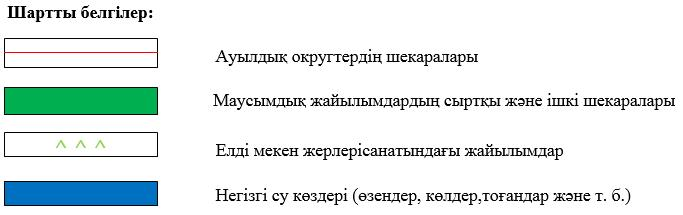 Шартты белгілер:
Ауылдық округтердің шекаралары
Маусымдық жайылымдардың сыртқы және ішкі шекаралары
Елді мекен жерлерісанатындағы жайылымдар
Негізгі су көздері (өзендер, көлдер,тоғандар және т. б.)